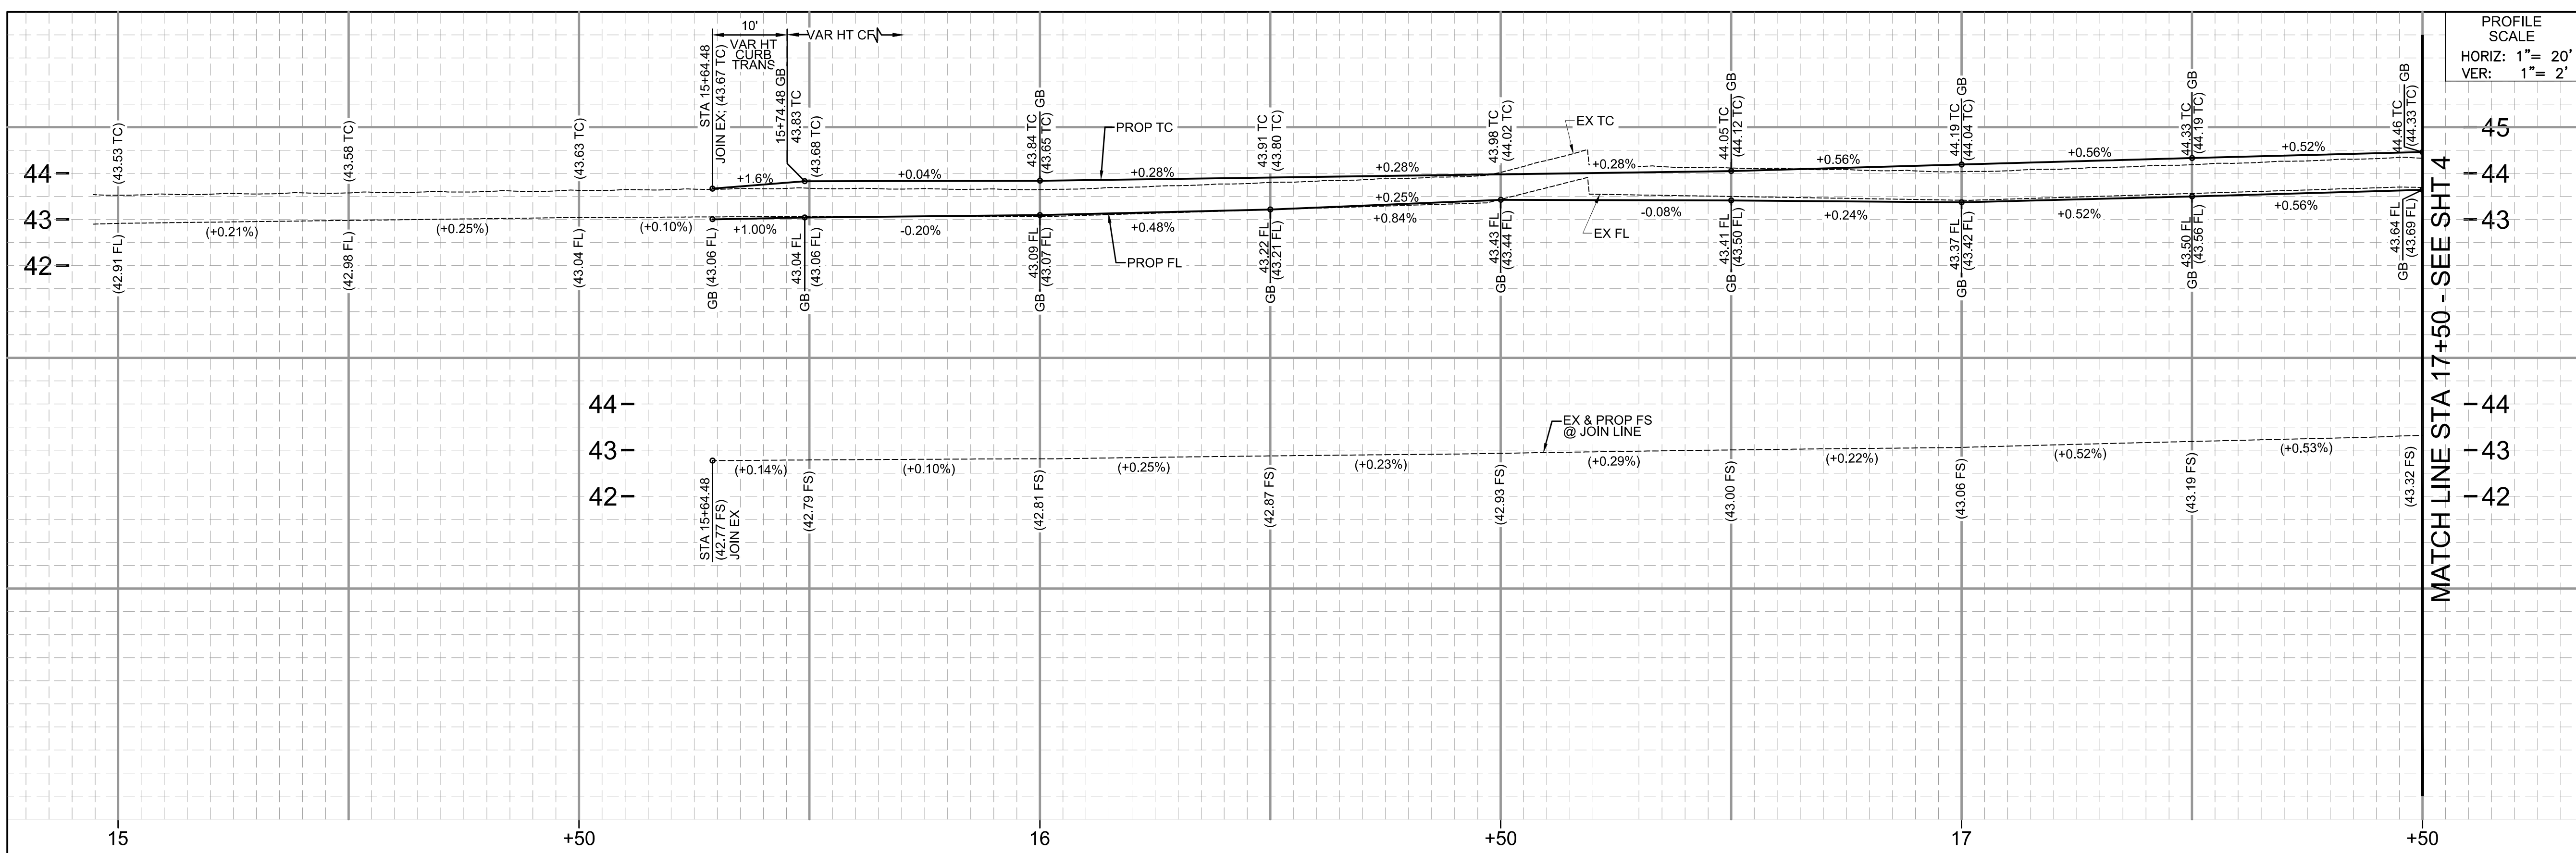 PROFILE
SCALE
HORIZ: 1"= 20'
VER: 1"= 2'
10'
VAR HT
CURB
TRANS
VAR HT CF
STA 15+64.48
JOIN EX; (43.67 TC)
15+74.48 GB
43.83 TC
(43.53 TC)
(43.58 TC)
(43.63 TC)
(43.68 TC)
43.84 TC GB
(43.65 TC)
43.91 TC
(43.80 TC)
43.98 TC
(44.02 TC)
44.05 TC GB
(44.12 TC)
44.19 TC GB
(44.04 TC)
44.33 TC GB
(44.19 TC)
44.46 TC GB
(44.33 TC)
PROP TC
EX TC
45
44
43
42
44
43
+1.6%
+0.04%
+0.28%
+0.28%
+0.28%
+0.56%
+0.56%
+0.52%
(+0.21%)
(+0.25%)
(+0.10%)
+1.00%
-0.20%
+0.48%
+0.25%
+0.84%
-0.08%
+0.24%
+0.52%
+0.56%
PROP FL
EX FL
(42.91 FL)
(42.98 FL)
(43.04 FL)
GB (43.06 FL)
GB 43.04 FL
(43.06 FL)
GB 43.09 FL
(43.07 FL)
GB 43.22 FL
(43.21 FL)
GB 43.43 FL
(43.44 FL)
GB 43.41 FL
(43.50 FL)
GB 43.37 FL
(43.42 FL)
GB 43.50 FL
(43.56 FL)
GB 43.64 FL
(43.69 FL)
MATCH LINE STA 17+50 - SEE SHT 4
44
43
42
44
43
42
EX & PROP FS
@ JOIN LINE
(+0.14%)
(+0.10%)
(+0.25%)
(+0.23%)
(+0.29%)
(+0.22%)
(+0.52%)
(+0.53%)
STA 15+64.48
(42.77 FS)
JOIN EX
(42.79 FS)
(42.81 FS)
(42.87 FS)
(42.93 FS)
(43.00 FS)
(43.06 FS)
(43.19 FS)
(43.32 FS)
15
+50
16
+50
17
+50